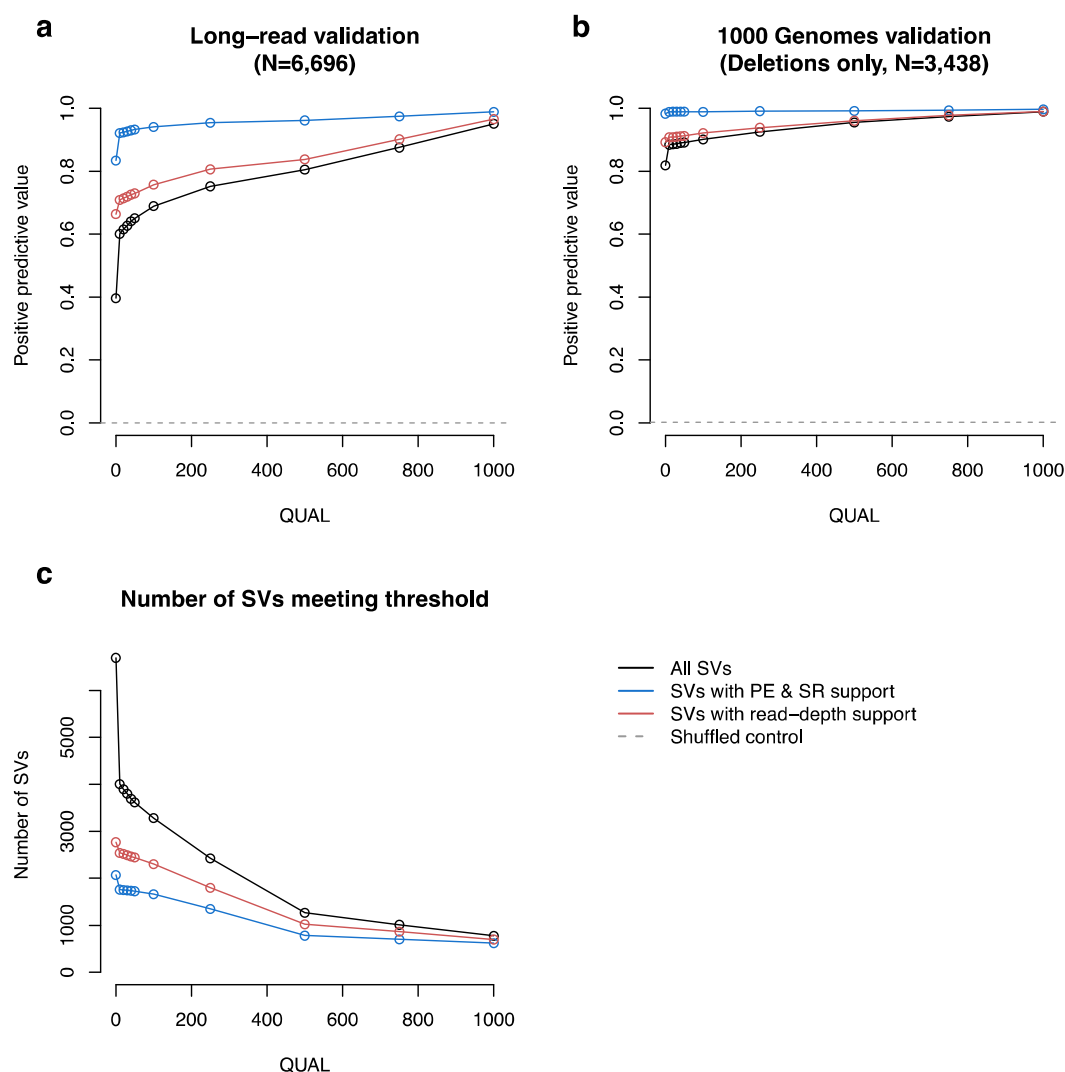 a
Long−read validation
(N=6,696)
Positive predictive value
0.0 0.2 0.4 0.6 0.8 1.0
0 200 400 600 800 1000
QUAL
b
1000 Genomes validation
(Deletions only, N=3,438)
Positive predictive value
0.0 0.2 0.4 0.6 0.8 1.0
0 200 400 600 800 1000
QUAL
c
Number of SVs meeting threshold
Number of SVs
0 1000 3000 5000
0 200 400 600 800 1000
QUAL
All SVs
SVs with PE & SR support
SVs with read−depth support
Shuffled control